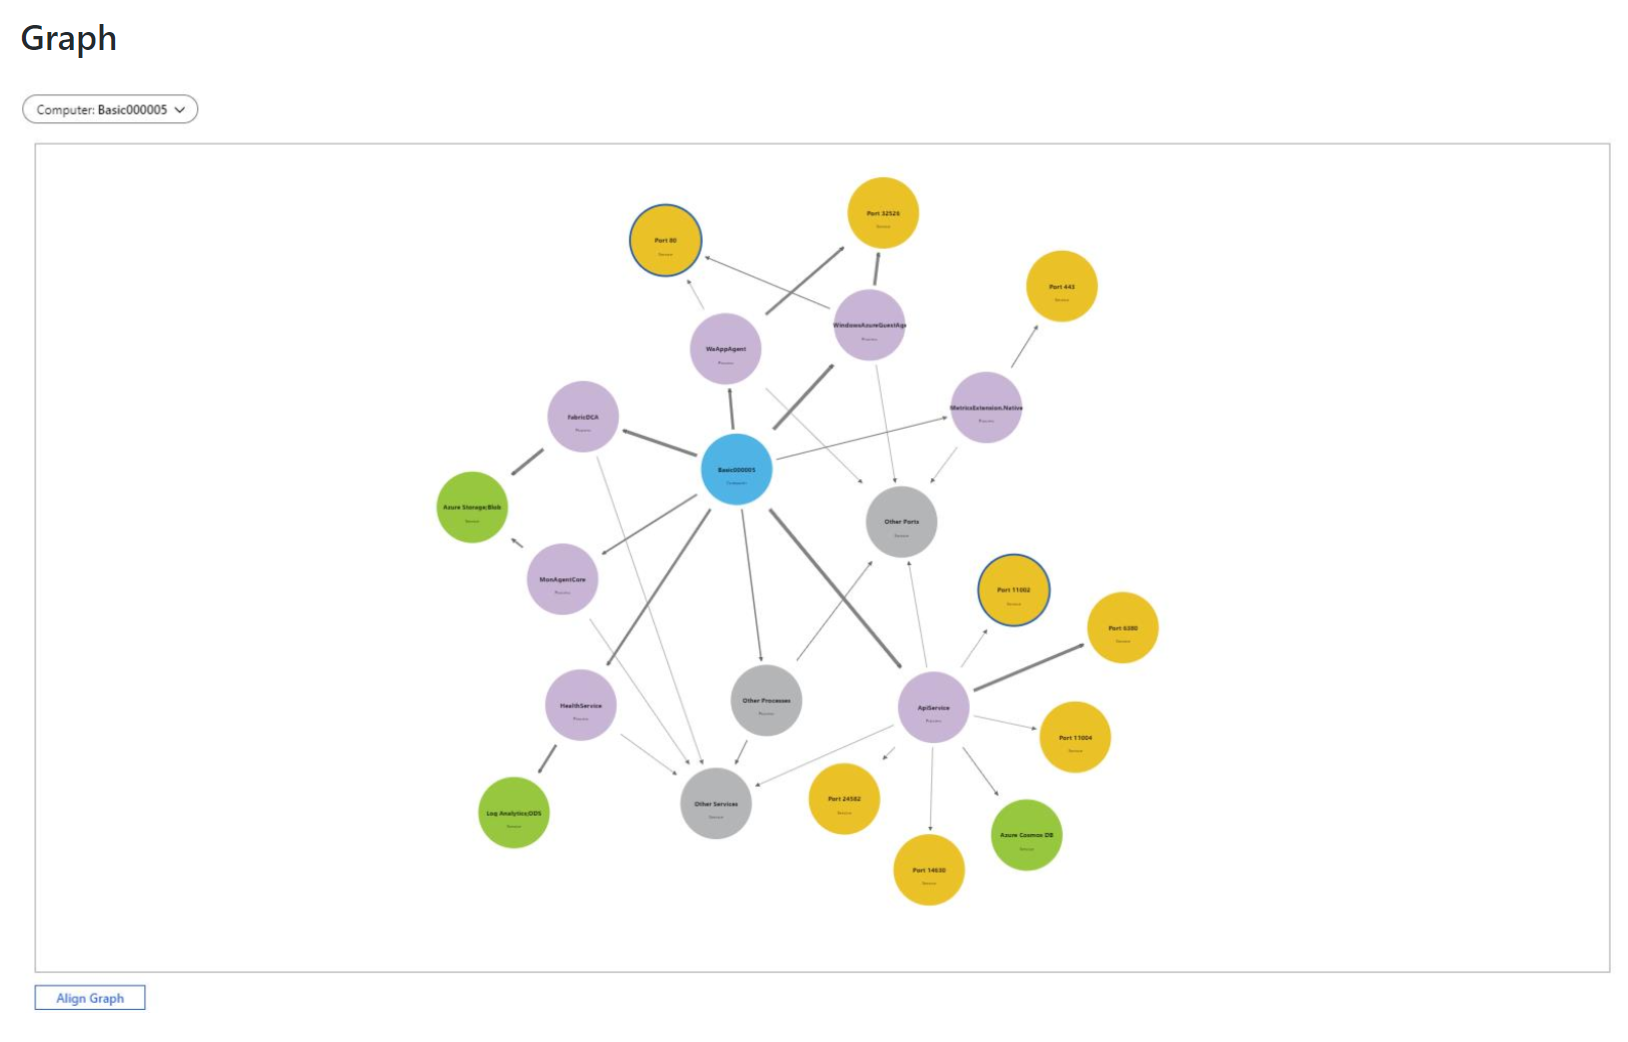 Graph
Computer: Basic000005
Port 32526
Service
Port 80
Service
Port 443
Service
WindowsAzureGuestAge
Process
WaAppAgent
Process
MetricsExtension.Native
Process
FabricDCA
Process
Basic000005
Computer
Azure Storage;Blob
Service
Other Ports
Service
MonAgentCore
Process
Port 11002
Service
Port 6380
Service
HealthService
Process
Other Processes
Process
ApiService
Process
Port 11004
Service
Log Analytics;ODS
Service
Other Services
Service
Port 24582
Service
Azure Cosmos DB
Service
Port 14630
Service
Align Graph